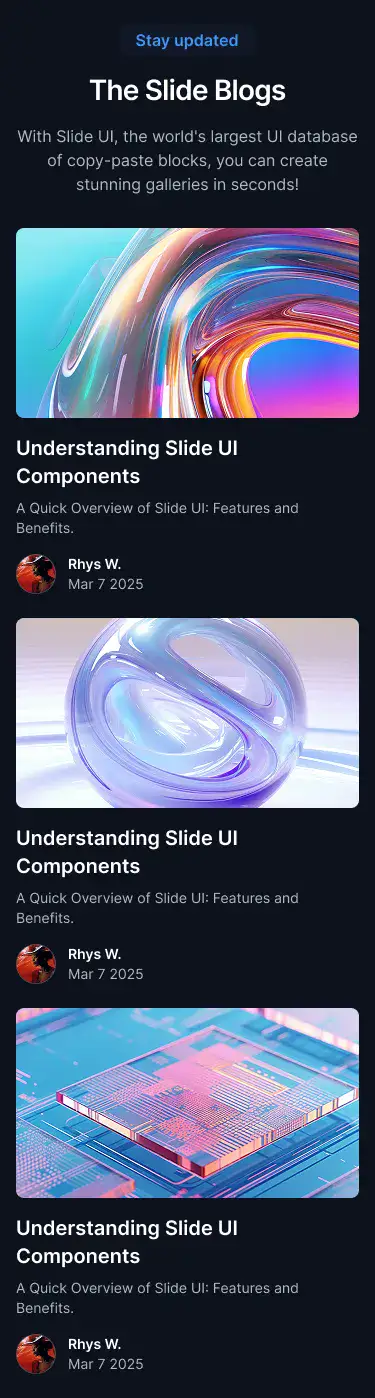 Stay updated
The Slide Blogs
With Slide UI, the world's largest UI database
of copy-paste blocks, you can create
stunning galleries in seconds!
Understanding Slide UI
Components
A Quick Overview of Slide UI: Features and
Benefits.
Rhys W.
Mar 7 2025
Understanding Slide UI
Components
A Quick Overview of Slide UI: Features and
Benefits.
Rhys W.
Mar 7 2025
Understanding Slide UI
Components
A Quick Overview of Slide UI: Features and
Benefits.
Rhys W.
Mar 7 2025